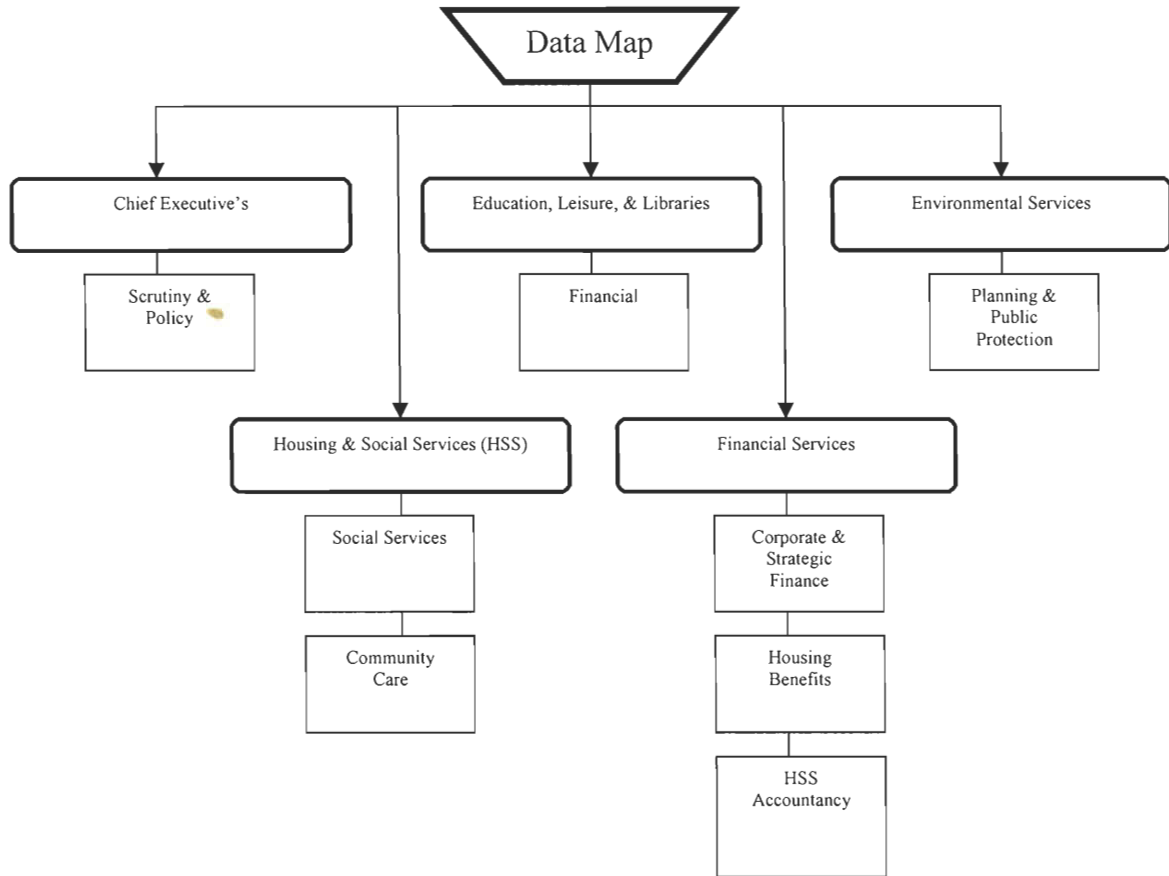 Data Map
Chief Executive's
Education, Leisure, & Libraries
Environmental Services
Scrutiny &
Policy
Financial
Planning &
Public
Protection
Housing & Social Services (HSS)
Financial Services
Social Services
Corporate &
Strategic
Finance
Community
Care
Housing
Benefits
HSS
Accountancy